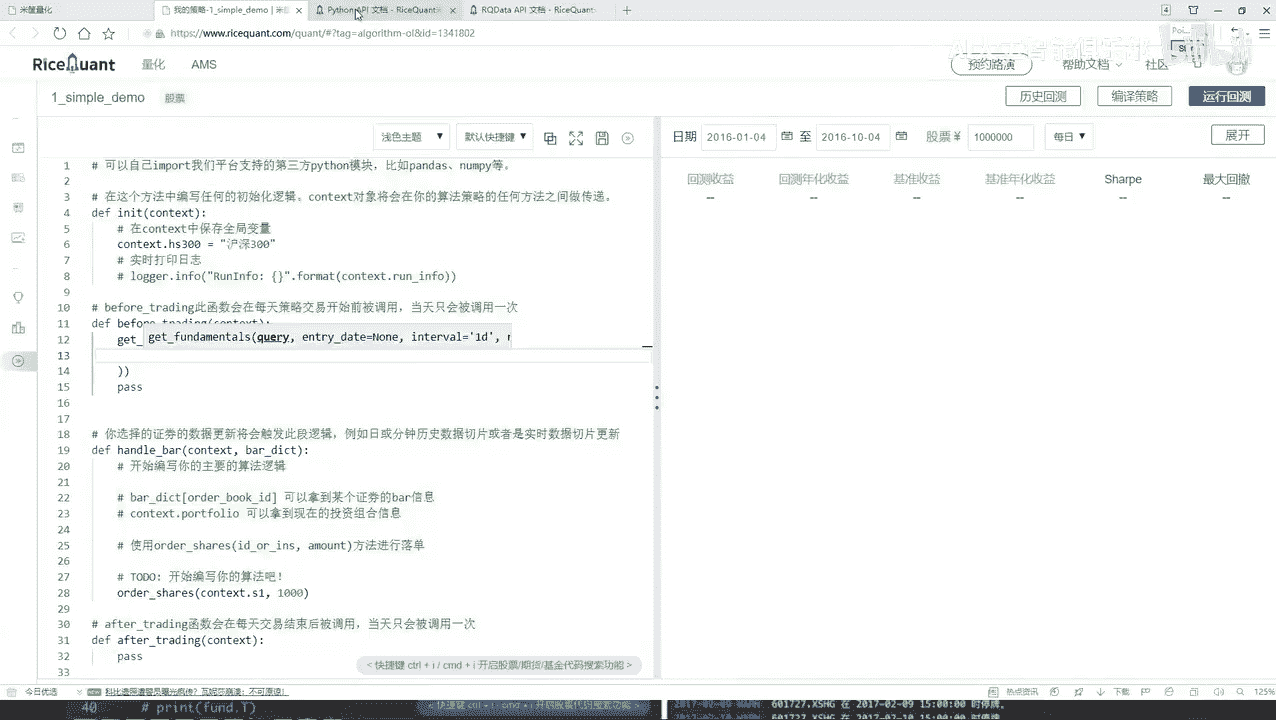 米筐量化
我的策略-1_simple_demo | 米筐
Python API 文档 - RiceQuant
RQData API 文档 - RiceQuant
https://www.ricequant.com/quant/#?tag=algorithm-ol&id=1341802
RiceQuant 量化 AMS 预约路演 帮助文档 社区
1_simple_demo 股票 历史回测 编译策略 运行回测
浅色主题 默认快捷键
日期 2016-01-04 至 2016-10-04 股票 ¥ 1000000 每日 展开
回测收益 回测年化收益 基准收益 基准年化收益 Sharpe 最大回撤
-- -- -- -- -- --
1 # 可以自己import我们平台支持的第三方python模块，比如pandas、numpy等。
2
3 # 在这个方法中编写任何的初始化逻辑。context对象将会在你的算法策略的任何方法之间做传递。
4 def init(context):
5 # 在context中保存全局变量
6 context.hs300 = "沪深300"
7 # 实时打印日志
8 # logger.info("RunInfo: {}".format(context.run_info))
9
10 # before_trading此函数会在每天策略交易开始前被调用，当天只会被调用一次
11 def before_trading(context):
12 get_
get_fundamentals(query, entry_date=None, interval='1d',
13
14 })
15 pass
16
17
18 # 你选择的证券的数据更新将会触发此段逻辑，例如日或分钟历史数据切片或者是实时数据切片更新
19 def handle_bar(context, bar_dict):
20 # 开始编写你的主要的算法逻辑
21
22 # bar_dict[order_book_id] 可以拿到某个证券的bar信息
23 # context.portfolio 可以拿到现在的投资组合信息
24
25 # 使用order_shares(id_or_ins, amount)方法进行落单
26
27 # TODO: 开始编写你的算法吧！
28 order_shares(context.s1, 1000)
29
30 # after_trading函数会在每天交易结束后被调用，当天只会被调用一次
31 def after_trading(context):
32 pass
33
< 快捷键 ctrl + i / cmd + i 开启股票/期货/基金代码搜索功能 >
今日优选
热点资讯 下载 125%
40 # print(fund.T)
601727.XSHG 在 2017-02-09 15:00:00 时停牌。